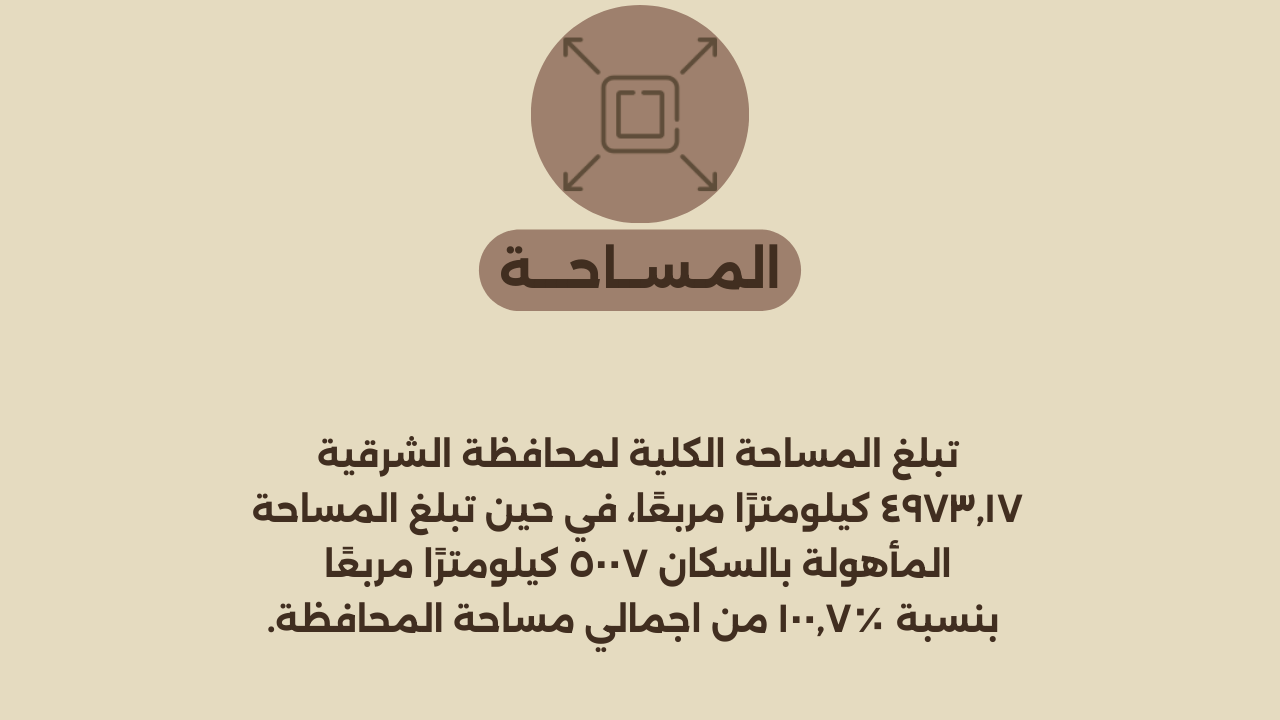 المساحة
تبلغ المساحة الكلية لمحافظة الشرقية
٤٩٧٣,١٧ كيلومترًا مربعًا، في حين تبلغ المساحة
المأهولة بالسكان ٥٠٠٧ كيلومترًا مربعًا
بنسبة ١٠٠,٧٪ من اجمالي مساحة المحافظة.